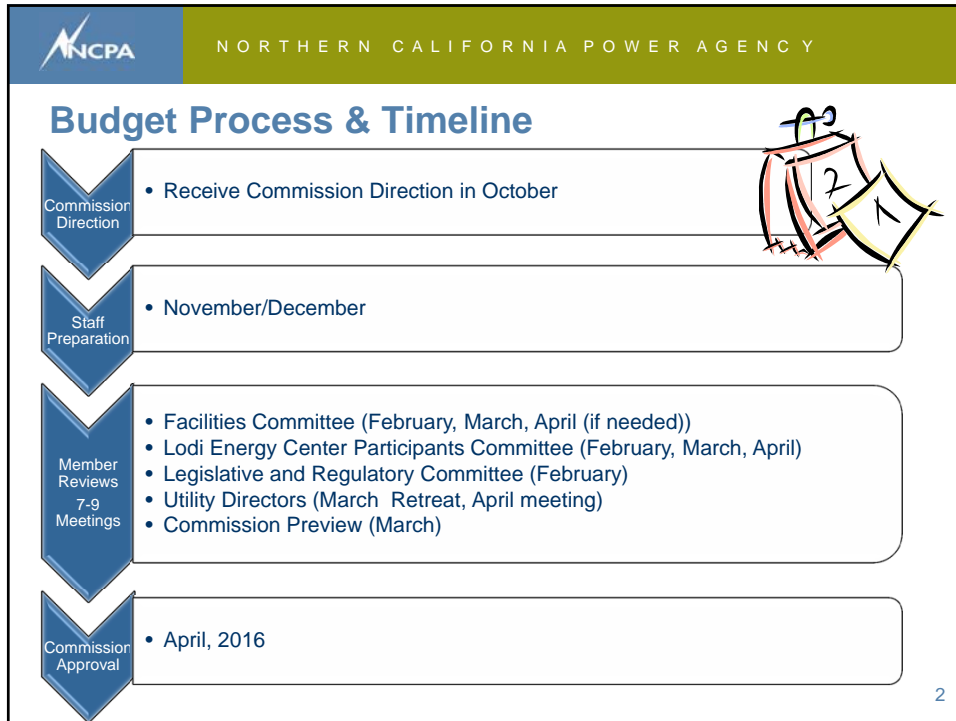 NCPA
NORTHERN CALIFORNIA POWER AGENCY
Budget Process & Timeline
2
1
Commission
Direction
• Receive Commission Direction in October
Staff
Preparation
• November/December
Member
Reviews
7-9
Meetings
• Facilities Committee (February, March, April (if needed))
• Lodi Energy Center Participants Committee (February, March, April)
• Legislative and Regulatory Committee (February)
• Utility Directors (March Retreat, April meeting)
• Commission Preview (March)
Commission
Approval
• April, 2016
2